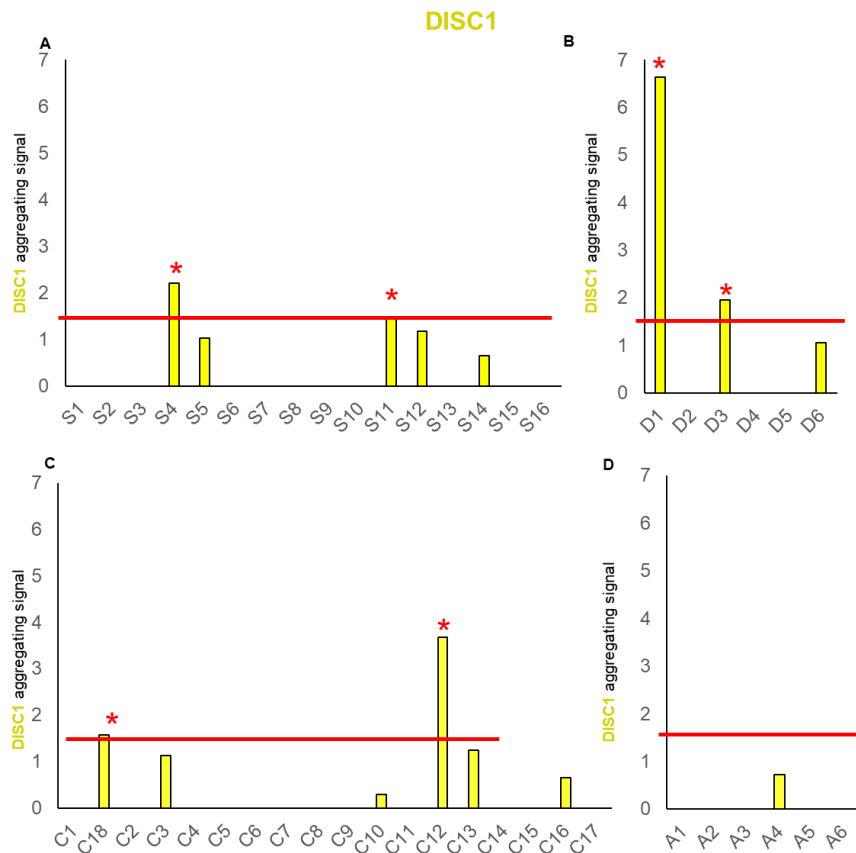 DISC1
A
DISC1 aggregating signal
7
6
5
4
3
2
1
0
*
*
S1 S2 S3 S4 S5 S6 S7 S8 S9 S10 S11 S12 S13 S14 S15 S16
B
DISC1 aggregating signal
7
6
5
4
3
2
1
0
*
*
D1 D2 D3 D4 D5 D6
C
DISC1 aggregating signal
7
6
5
4
3
2
1
0
*
*
C1 C18 C2 C3 C4 C5 C6 C7 C8 C9 C10 C11 C12 C13 C14 C15 C16 C17
D
DISC1 aggregating signal
7
6
5
4
3
2
1
0
A1 A2 A3 A4 A5 A6